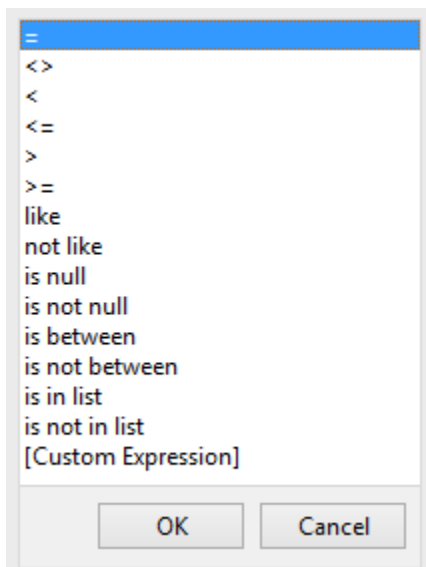 =
<>
<
<=
>
>=
like
not like
is null
is not null
is between
is not between
is in list
is not in list
[Custom Expression]
OK Cancel